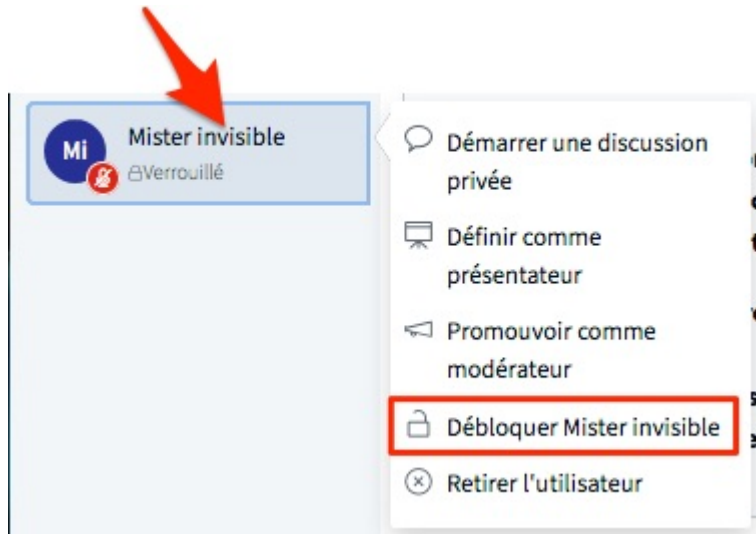 Mi
Mister invisible
Verrouillé
Démarrer une discussion
privée
Définir comme
présentateur
Promouvoir comme
modérateur
Débloquer Mister invisible
Retirer l'utilisateur